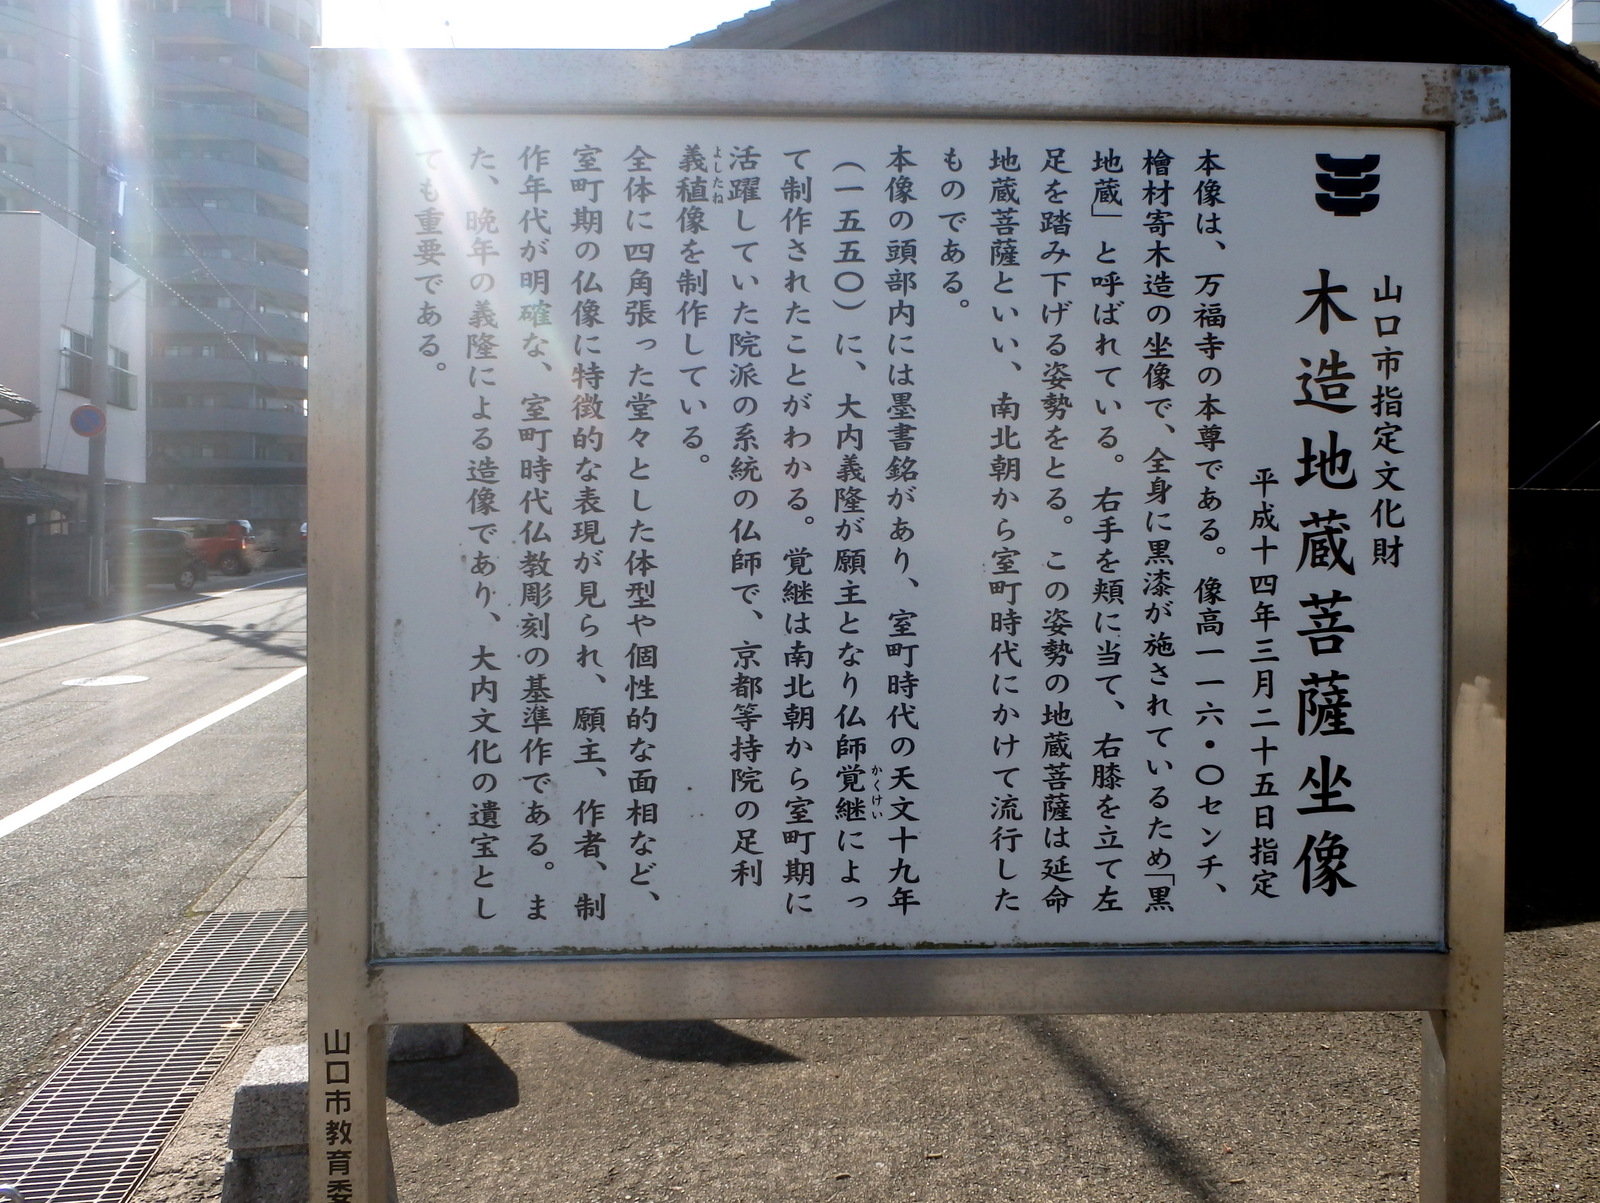 山口市指定文化財
木造地蔵菩薩坐像
平成十四年三月二十五日指定
本像は、万福寺の本尊である。像高一一六・〇センチ、
檜材寄木造の坐像で、全身に黒漆が施されているため「黒
地蔵」と呼ばれている。右手を頬に当て、右膝を立て左
足を踏み下げる姿勢をとる。この姿勢の地蔵菩薩は延命
地蔵菩薩といい、南北朝から室町時代にかけて流行した
ものである。
本像の頭部内には墨書銘があり、室町時代の天文十九年
（一五五〇）に、大内義隆が願主となり仏師覚継によっ
かくけい
て制作されたことがわかる。覚継は南北朝から室町期に
活躍していた院派の系統の仏師で、京都等持院の足利
よしたね
義稙像を制作している。
全体に四角張った堂々とした体型や個性的な面相など、
室町期の仏像に特徴的な表現が見られ、願主、作者、制
作年代が明確な、室町時代仏教彫刻の基準作である。ま
た、晩年の義隆による造像であり、大内文化の遺宝とし
ても重要である。
山口市教育委